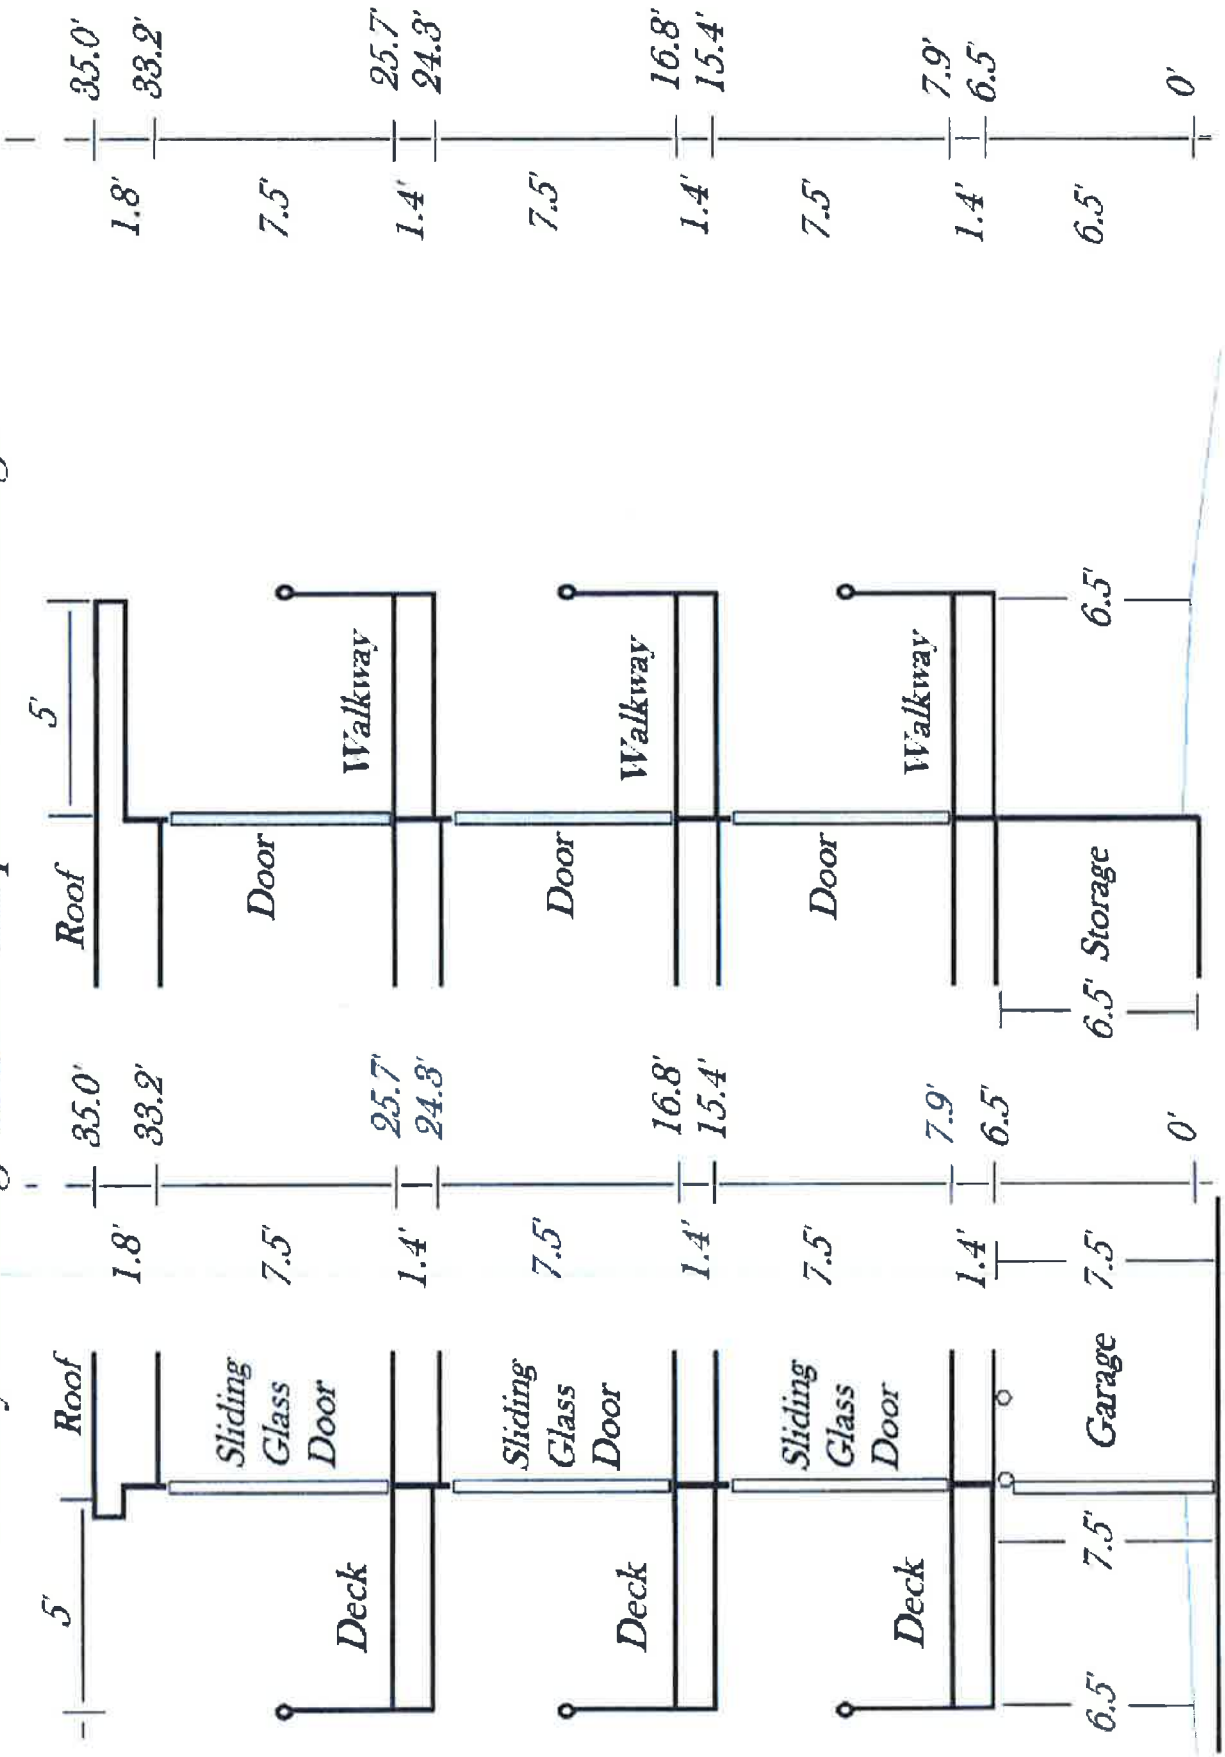 5' Roof 35.0' Roof 5' 35.0'
1.8' 33.2' 1.8' 33.2'
Sliding
Glass
Door
7.5' Door 7.5'
Deck 25.7' Walkway 25.7'
1.4' 24.3' 1.4' 24.3'
Sliding
Glass
Door
7.5' Door 7.5'
Deck 16.8' Walkway 16.8'
1.4' 15.4' 1.4' 15.4'
Sliding
Glass
Door
7.5' Door 7.5'
Deck 7.9' Walkway 7.9'
1.4' 6.5' 1.4' 6.5'
6.5' 7.5' Garage 7.5' 6.5' Storage 6.5' 6.5'
0' 0'